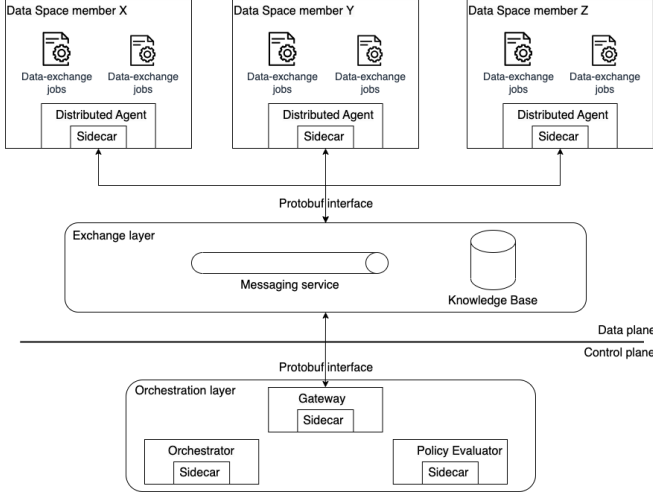 Data Space member X
Data Space member Y
Data Space member Z
Data-exchange
jobs
Data-exchange
jobs
Data-exchange
jobs
Data-exchange
jobs
Data-exchange
jobs
Data-exchange
jobs
Distributed Agent
Sidecar
Distributed Agent
Sidecar
Distributed Agent
Sidecar
Protobuf interface
Exchange layer
Messaging service
Knowledge Base
Data plane
Control plane
Protobuf interface
Orchestration layer
Gateway
Sidecar
Orchestrator
Sidecar
Policy Evaluator
Sidecar